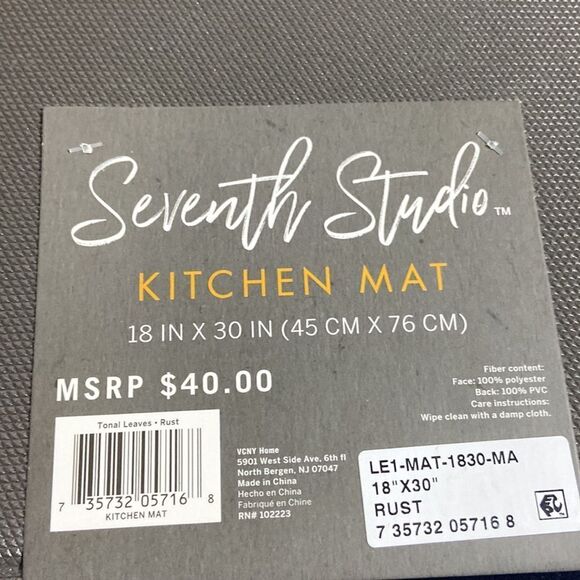 Seventh Studio™
KITCHEN MAT
18 IN X 30 IN (45 CM X 76 CM)
MSRP $40.00
Fiber content:
Face: 100% polyester
Back: 100% PVC
Care instructions:
Wipe clean with a damp cloth.
Tonal Leaves • Rust
7 35732 05716 8
KITCHEN MAT
VCNY Home
5901 West Side Ave. 6th fl
North Bergen, NJ 07047
Made in China
Hecho en China
Fabriqué en Chine
RN# 102223
LE1-MAT-1830-MA
18"X30"
RUST
7 35732 05716 8